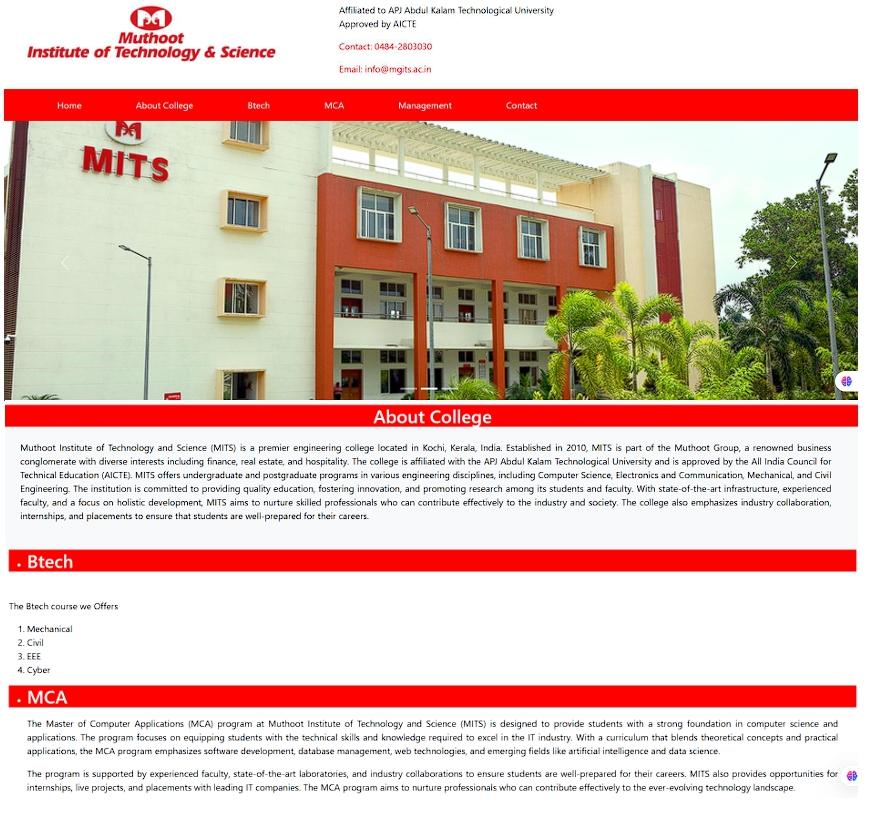 Muthoot
Institute of Technology & Science
Affiliated to APJ Abdul Kalam Technological University
Approved by AICTE
Contact: 0484-2803030
Email: info@mgits.ac.in
Home About College Btech MCA Management Contact
MITS
About College
Muthoot Institute of Technology and Science (MITS) is a premier engineering college located in Kochi, Kerala, India. Established in 2010, MITS is part of the Muthoot Group, a renowned business
conglomerate with diverse interests including finance, real estate, and hospitality. The college is affiliated with the APJ Abdul Kalam Technological University and is approved by the All India Council for
Technical Education (AICTE). MITS offers undergraduate and postgraduate programs in various engineering disciplines, including Computer Science, Electronics and Communication, Mechanical, and Civil
Engineering. The institution is committed to providing quality education, fostering innovation, and promoting research among its students and faculty. With state-of-the-art infrastructure, experienced
faculty, and a focus on holistic development, MITS aims to nurture skilled professionals who can contribute effectively to the industry and society. The college also emphasizes industry collaboration,
internships, and placements to ensure that students are well-prepared for their careers.
• Btech
The Btech course we Offers
1. Mechanical
2. Civil
3. EEE
4. Cyber
• MCA
The Master of Computer Applications (MCA) program at Muthoot Institute of Technology and Science (MITS) is designed to provide students with a strong foundation in computer science and
applications. The program focuses on equipping students with the technical skills and knowledge required to excel in the IT industry. With a curriculum that blends theoretical concepts and practical
applications, the MCA program emphasizes software development, database management, web technologies, and emerging fields like artificial intelligence and data science.
The program is supported by experienced faculty, state-of-the-art laboratories, and industry collaborations to ensure students are well-prepared for their careers. MITS also provides opportunities for
internships, live projects, and placements with leading IT companies. The MCA program aims to nurture professionals who can contribute effectively to the ever-evolving technology landscape.